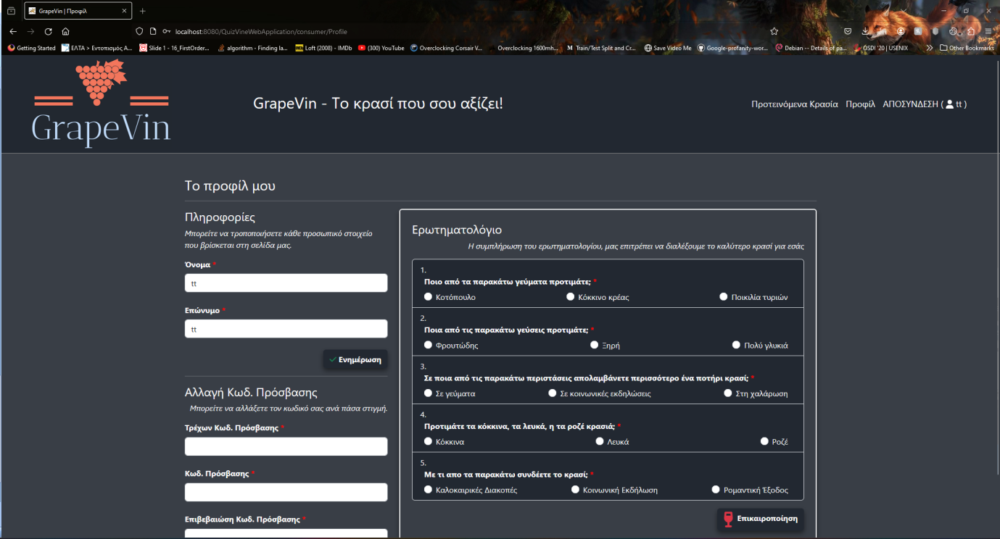 GrapeVin | Προφίλ
localhost:8080/QuizVineWebApplication/consumer/Profile
Getting Started ΕΛΤΑ > Εντοπισμός Α... Slide 1 - 16_FirstOrder... algorithm - Finding la... Loft (2008) - IMDb (300) YouTube Overclocking Corsair V... Overclocking 1600mh... Train/Test Split and Cr... Save Video Me Google-profanity-wor... Debian -- Details of pa... OSDI '20 | USENIX Other Bookmarks
GrapeVin
GrapeVin - Το κρασί που σου αξίζει!
Προτεινόμενα Κρασία Προφίλ ΑΠΟΣΥΝΔΕΣΗ ( tt )
Το προφίλ μου
Πληροφορίες
Μπορείτε να τροποποιήσετε κάθε προσωπικό στοιχείο
που βρίσκεται στη σελίδα μας.
Όνομα *
tt
Επώνυμο *
tt
Ενημέρωση
Αλλαγή Κωδ. Πρόσβασης
Μπορείτε να αλλάξετε τον κωδικό σας ανά πάσα στιγμή.
Τρέχων Κωδ. Πρόσβασης *
Κωδ. Πρόσβασης *
Επιβεβαιώση Κωδ. Πρόσβασης *
Ερωτηματολόγιο
Η συμπλήρωση του ερωτηματολογίου, μας επιτρέπει να διαλέξουμε το καλύτερο κρασί για εσάς
1.
Ποιο από τα παρακάτω γεύματα προτιμάτε; *
Κοτόπουλο Κόκκινο κρέας Ποικιλία τυριών
2.
Ποια από τις παρακάτω γεύσεις προτιμάτε; *
Φρουτώδης Ξηρή Πολύ γλυκιά
3.
Σε ποια από τις παρακάτω περιστάσεις απολαμβάνετε περισσότερο ένα ποτήρι κρασί; *
Σε γεύματα Σε κοινωνικές εκδηλώσεις Στη χαλάρωση
4.
Προτιμάτε τα κόκκινα, τα λευκά, η τα ροζέ κρασιά; *
Κόκκινα Λευκά Ροζέ
5.
Με τι απο τα παρακάτω συνδέετε το κρασί; *
Καλοκαιρικές Διακοπές Κοινωνική Εκδήλωση Ρομαντική Έξοδος
Επικαιροποίηση